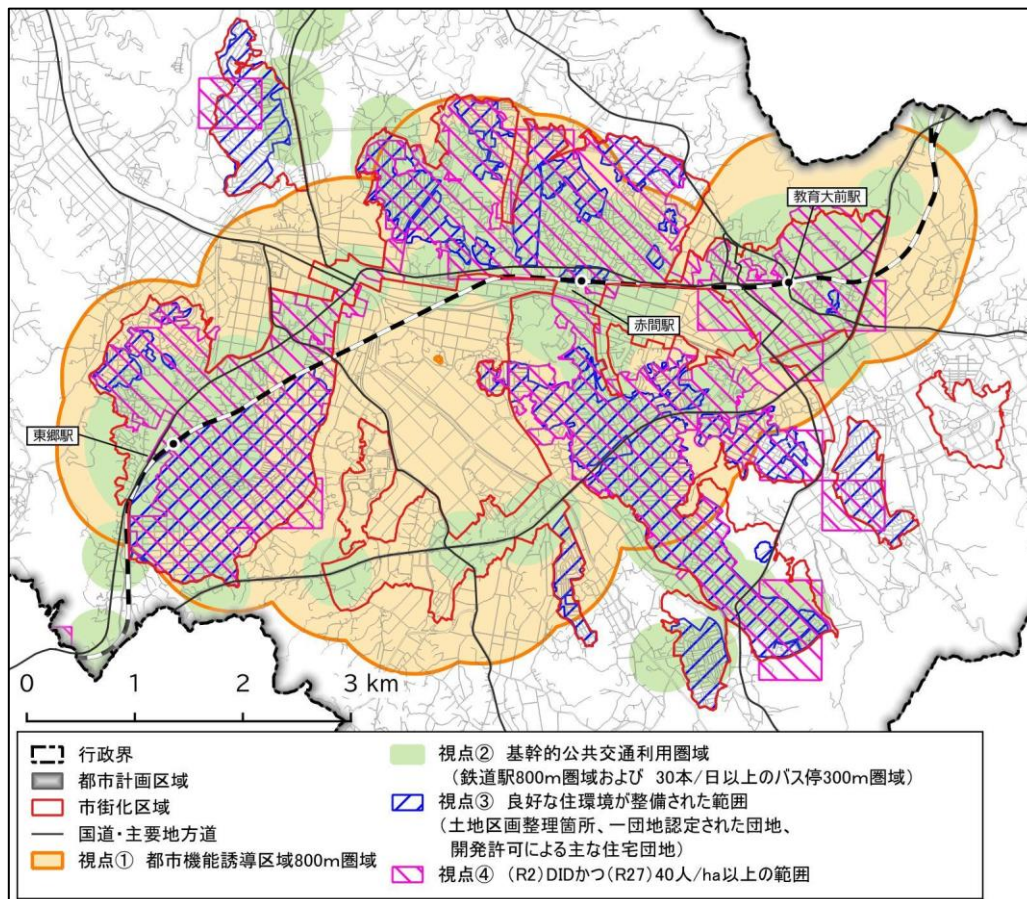 教育大前駅
赤間駅
東郷駅
0 1 2 3 km
行政界
都市計画区域
市街化区域
国道・主要地方道
視点① 都市機能誘導区域800m圏域
視点② 基幹的公共交通利用圏域
(鉄道駅800m圏域および 30本/日以上のバス停300m圏域)
視点③ 良好な住環境が整備された範囲
(土地区画整理箇所、一団地認定された団地、
開発許可による主な住宅団地)
視点④ (R2)DIDかつ(R27)40人/ha以上の範囲